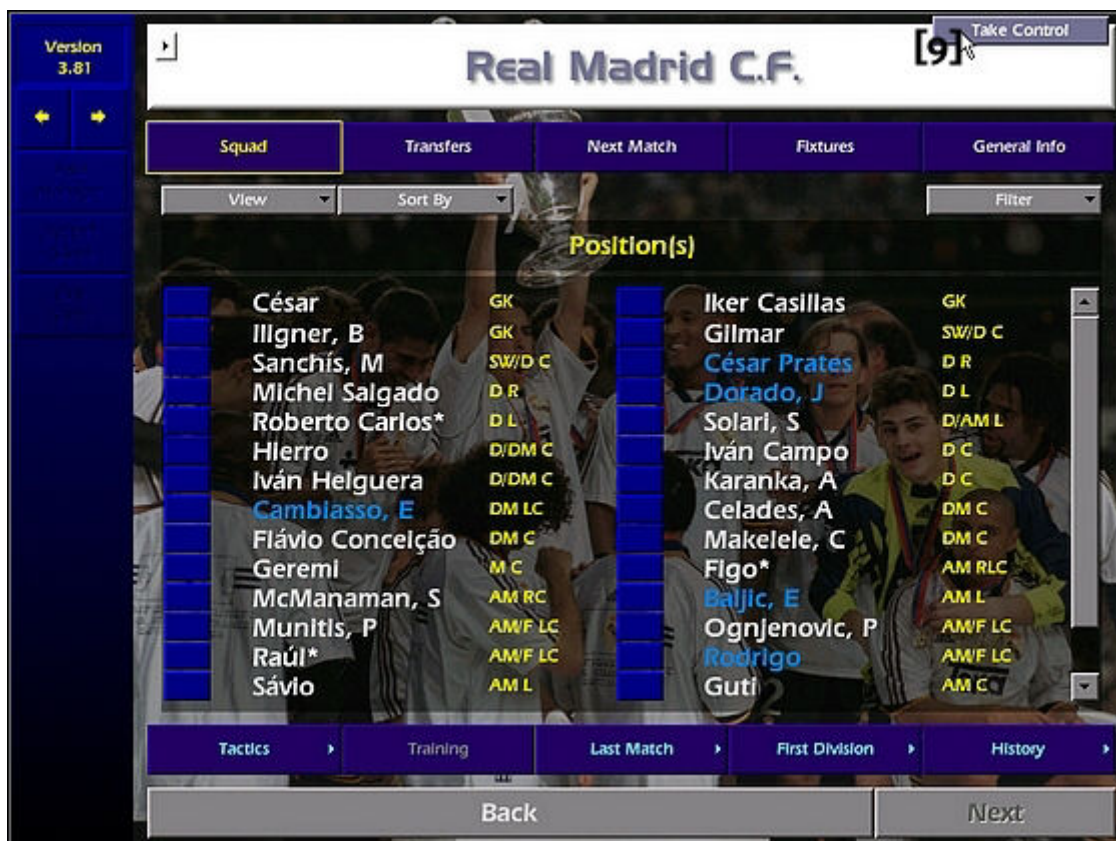 Version
3.81
Take Control
[9]
Real Madrid C.F.
Squad Transfers Next Match Fixtures General Info
View Sort By Filter
Position(s)
César GK Iker Casillas GK
Illgner, B GK Gilmar SW/D C
Sanchís, M SW/D C César Prates D R
Michel Salgado D R Dorado, J D L
Roberto Carlos* D L Solari, S D/AM L
Hierro D/DM C Iván Campo D C
Iván Helguera D/DM C Karanka, A D C
Cambiasso, E DM LC Celades, A DM C
Flávio Conceição DM C Makelele, C DM C
Geremi M C Figo* AM RLC
McManaman, S AM RC Baljic, E AM L
Munitis, P AM/F LC Ognjenovic, P AM/F LC
Raúl* AM/F LC Rodrigo AM/F LC
Sávio AM L Guti AM C
Tactics Training Last Match First Division History
Back Next